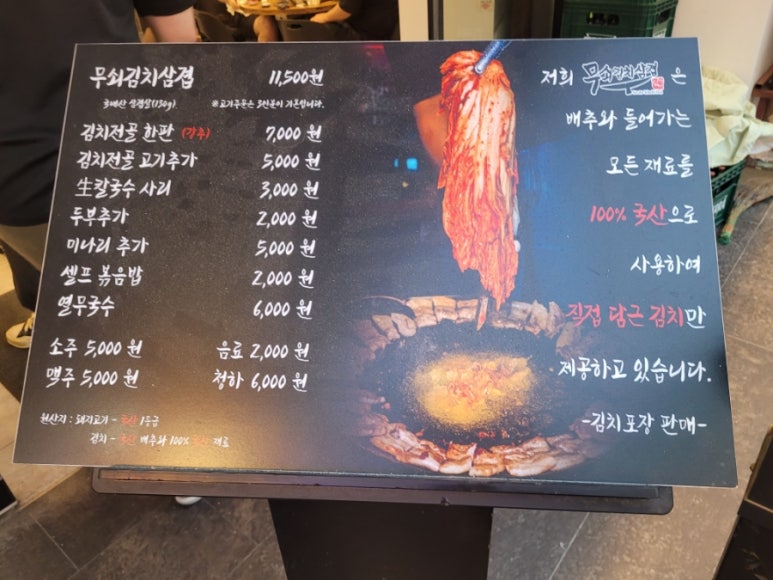 무쇠김치삼겹 11,500원
국내산 삼겹살(150g) ※고기주문은 3인분이 기본입니다.
김치전골 한판 (강추) 7,000 원
김치전골 고기추가 5,000 원
生칼국수 사리 3,000 원
두부추가 2,000 원
미나리 추가 5,000 원
셀프 볶음밥 2,000 원
열무국수 6,000 원
소주 5,000 원 음료 2,000 원
맥주 5,000 원 청하 6,000 원
원산지 : 돼지고기 - 국산 1등급
김치 - 국산 배추와 100% 국산 재료
저희 무쇠김치삼겹 은
배추와 들어가는
모든 재료를
100% 국산으로
사용하여
직접 담근 김치만
제공하고 있습니다.
-김치포장 판매-